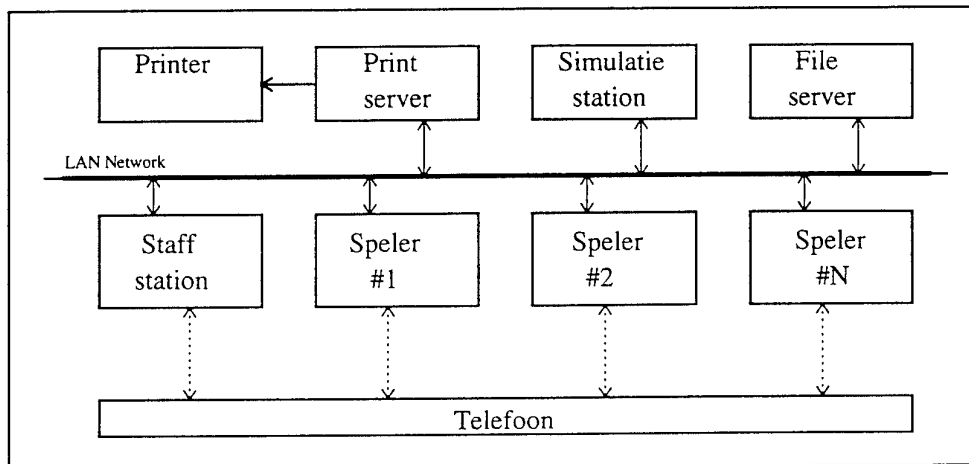 Printer
Print
server
Simulatie
station
File
server
LAN Network
Staff
station
Speler
#1
Speler
#2
Speler
#N
Telefoon